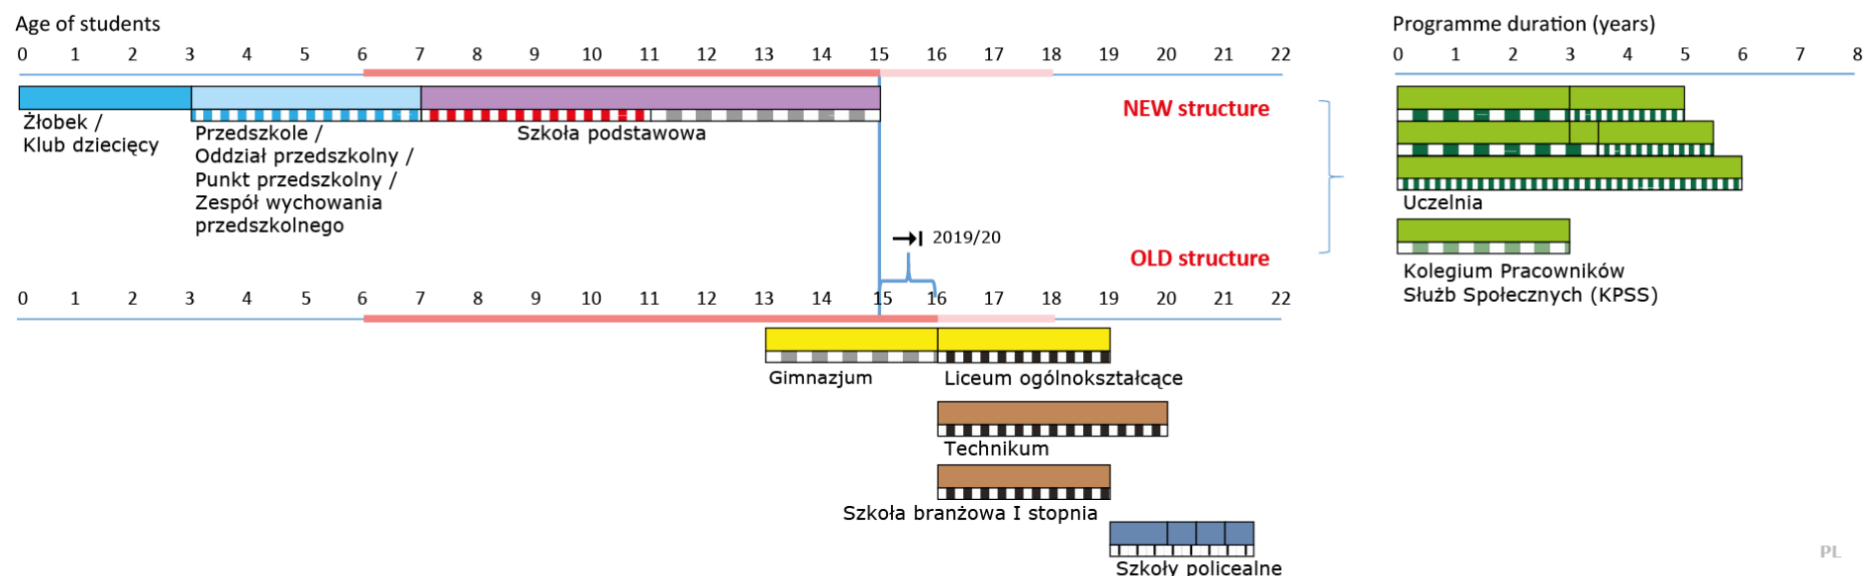 Age of students
0 1 2 3 4 5 6 7 8 9 10 11 12 13 14 15 16 17 18 19 20 21 22
Programme duration (years)
0 1 2 3 4 5 6 7 8
NEW structure
Żłobek /
Klub dziecięcy
Przedszkole /
Oddział przedszkolny /
Punkt przedszkolny /
Zespół wychowania
przedszkolnego
Szkoła podstawowa
Uczelnia
2019/20
OLD structure
Kolegium Pracowników
Służb Społecznych (KPSS)
0 1 2 3 4 5 6 7 8 9 10 11 12 13 14 15 16 17 18 19 20 21 22
Gimnazjum
Liceum ogólnokształcące
Technikum
Szkoła branżowa I stopnia
Szkoły policealne
PL